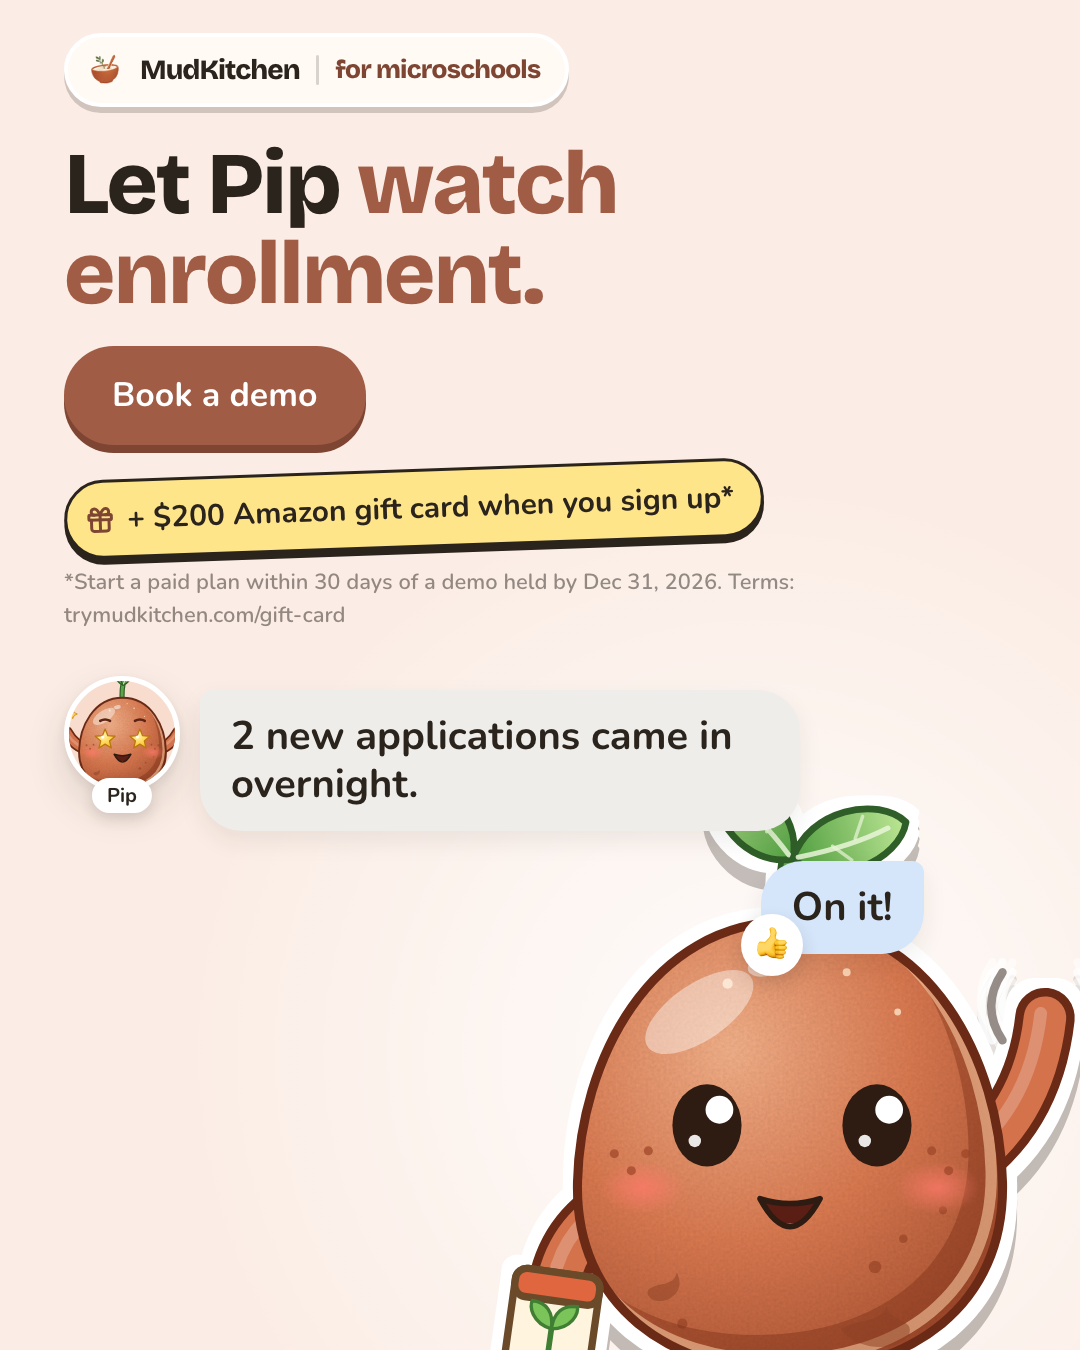 MudKitchen | for microschools
Let Pip watch
enrollment.
Book a demo
+ $200 Amazon gift card when you sign up*
*Start a paid plan within 30 days of a demo held by Dec 31, 2026. Terms:
trymudkitchen.com/gift-card
2 new applications came in
overnight.
Pip
On it!